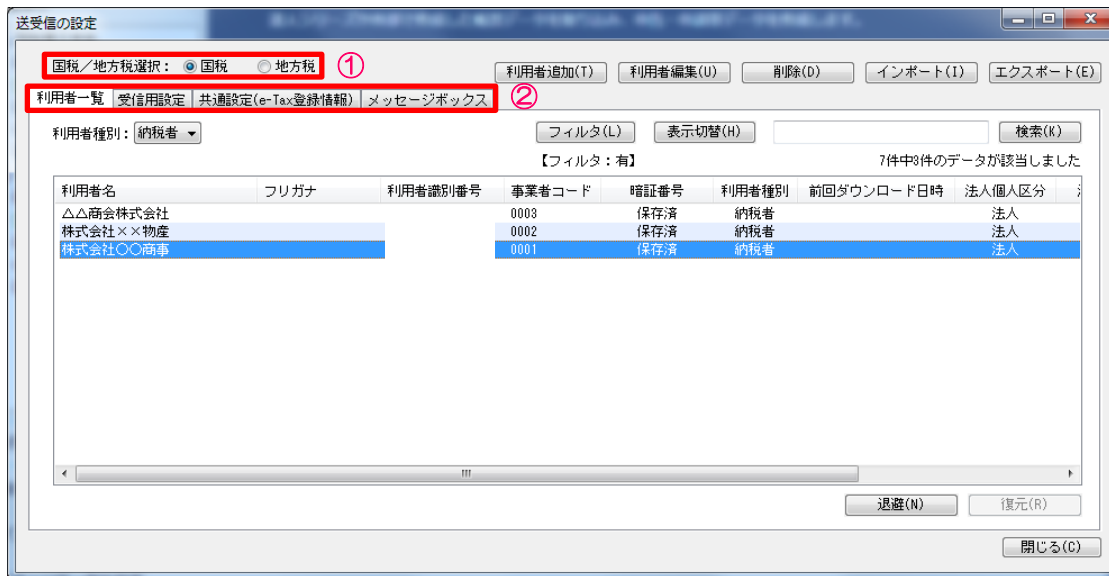 送受信の設定
国税／地方税選択： 国税 地方税 ①
利用者追加(T) 利用者編集(U) 削除(D) インポート(I) エクスポート(E)
利用者一覧 受信用設定 共通設定(e-Tax登録情報) メッセージボックス ②
利用者種別： 納税者 フィルタ(L) 表示切替(H) 検索(K)
【フィルタ：有】 7件中3件のデータが該当しました
利用者名 フリガナ 利用者識別番号 事業者コード 暗証番号 利用者種別 前回ダウンロード日時 法人個人区分
△△商会株式会社 0003 保存済 納税者 法人
株式会社××物産 0002 保存済 納税者 法人
株式会社○○商事 0001 保存済 納税者 法人
退避(N) 復元(R)
閉じる(C)